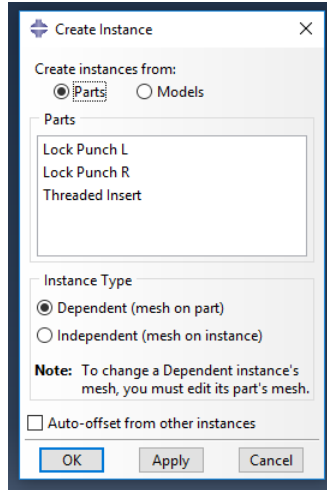 Create Instance
Create instances from:
Parts Models
Parts
Lock Punch L
Lock Punch R
Threaded Insert
Instance Type
Dependent (mesh on part)
Independent (mesh on instance)
Note: To change a Dependent instance's
mesh, you must edit its part's mesh.
Auto-offset from other instances
OK Apply Cancel